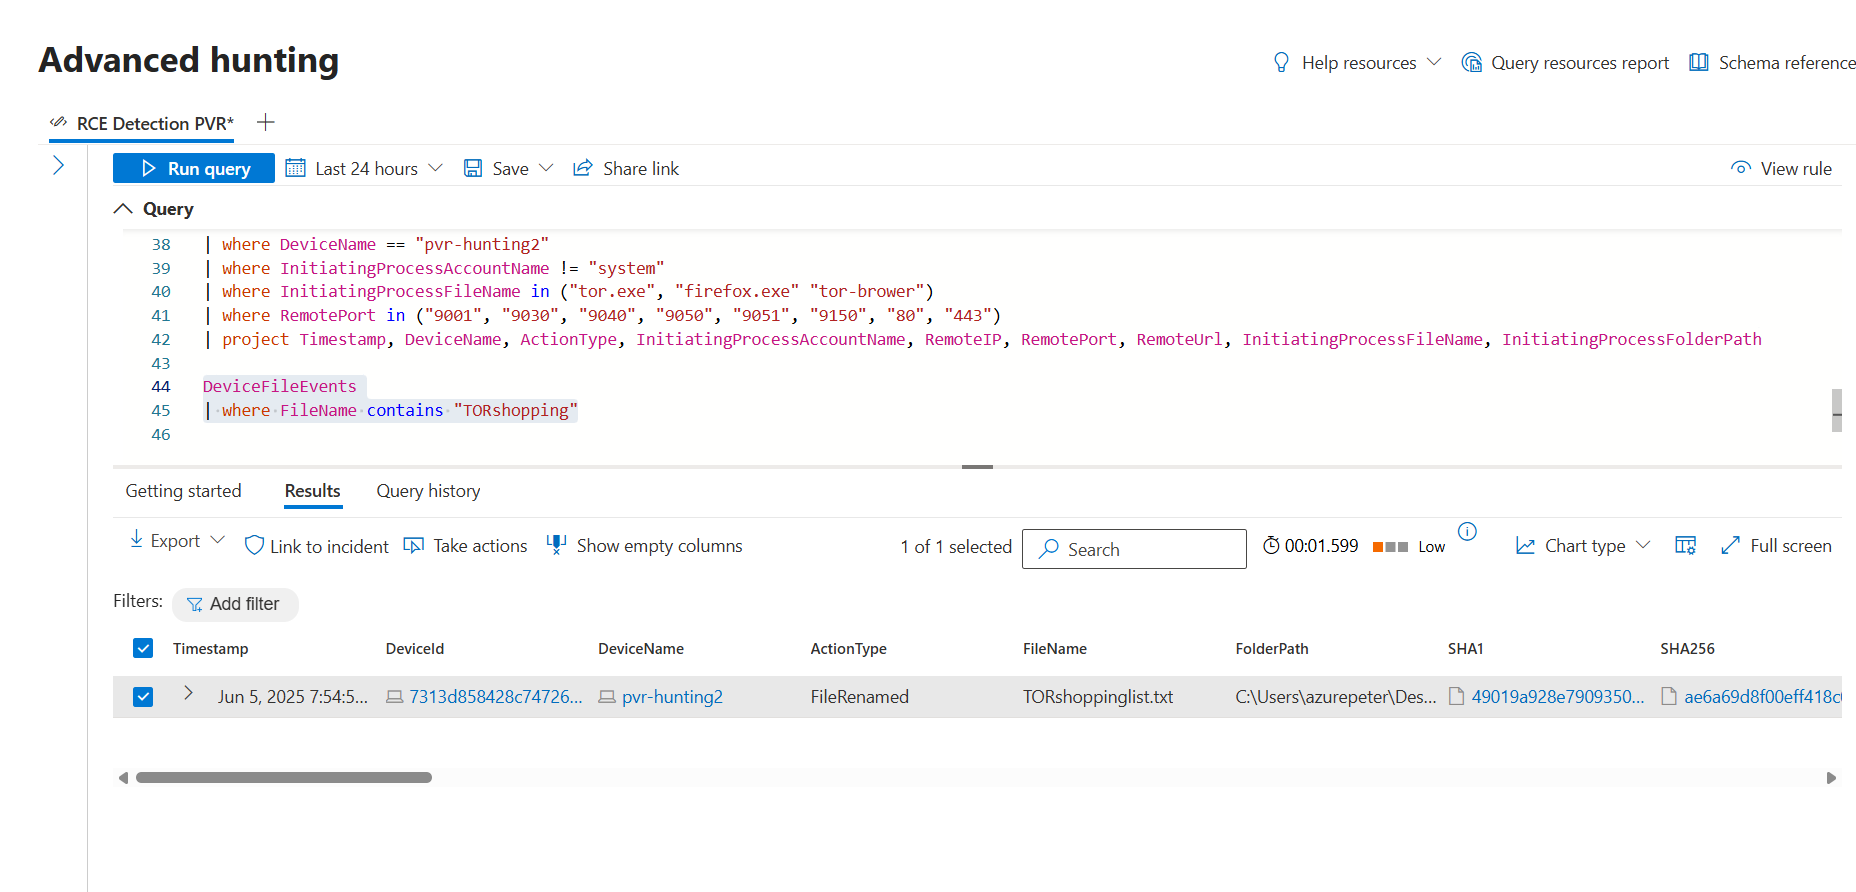 Advanced hunting
Help resources Query resources report Schema reference
RCE Detection PVR*
Run query Last 24 hours Save Share link View rule
Query
38 | where DeviceName == "pvr-hunting2"
39 | where InitiatingProcessAccountName != "system"
40 | where InitiatingProcessFileName in ("tor.exe", "firefox.exe" "tor-brower")
41 | where RemotePort in ("9001", "9030", "9040", "9050", "9051", "9150", "80", "443")
42 | project Timestamp, DeviceName, ActionType, InitiatingProcessAccountName, RemoteIP, RemotePort, RemoteUrl, InitiatingProcessFileName, InitiatingProcessFolderPath
43
44 DeviceFileEvents
45 | where FileName contains "TORshopping"
46
Getting started Results Query history
Export Link to incident Take actions Show empty columns 1 of 1 selected Search 00:01.599 Low Chart type Full screen
Filters: Add filter
Timestamp DeviceId DeviceName ActionType FileName FolderPath SHA1 SHA256
Jun 5, 2025 7:54:5... 7313d858428c74726... pvr-hunting2 FileRenamed TORshoppinglist.txt C:\Users\azurepeter\Des... 49019a928e7909350... ae6a69d8f00eff418c